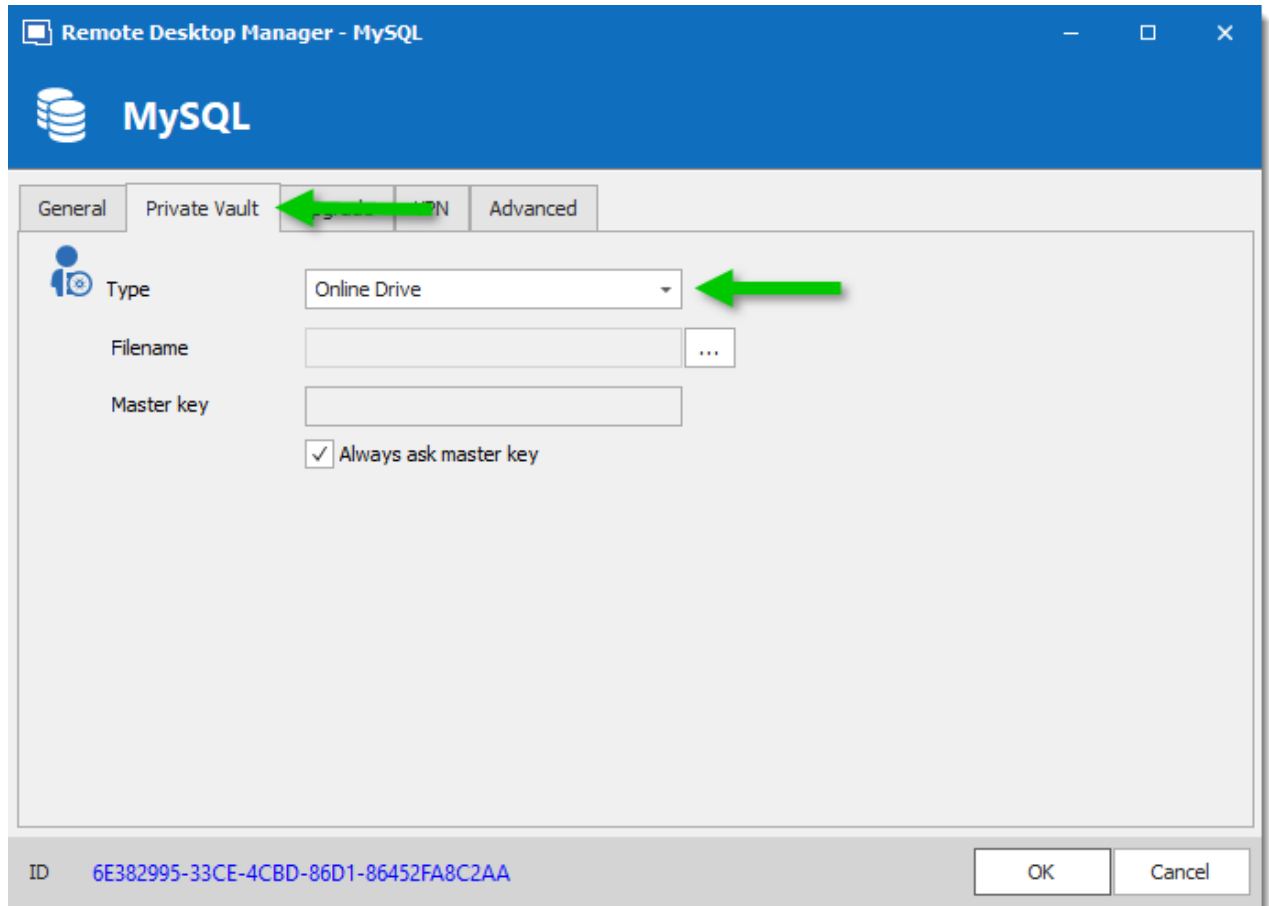 Remote Desktop Manager - MySQL
MySQL
General Private Vault VPN Advanced
Type Online Drive
Filename ...
Master key
Always ask master key
ID 6E382995-33CE-4CBD-86D1-86452FA8C2AA OK Cancel